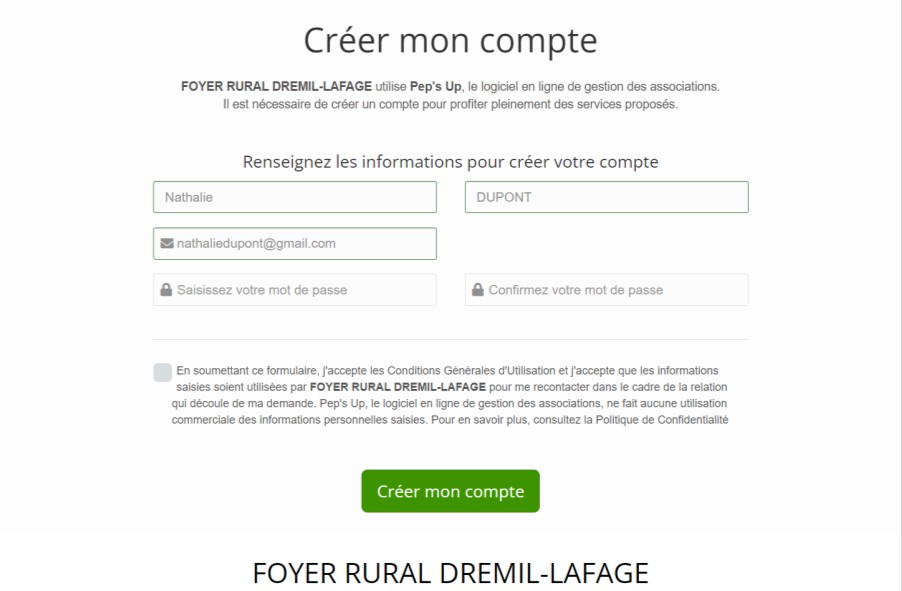 Créer mon compte
FOYER RURAL DREMIL-LAFAGE utilise Pep's Up, le logiciel en ligne de gestion des associations.
Il est nécessaire de créer un compte pour profiter pleinement des services proposés.
Renseignez les informations pour créer votre compte
Nathalie
DUPONT
nathaliedupont@gmail.com
Saisissez votre mot de passe
Confirmez votre mot de passe
En soumettant ce formulaire, j'accepte les Conditions Générales d'Utilisation et j'accepte que les informations
saisies soient utilisées par FOYER RURAL DREMIL-LAFAGE pour me recontacter dans le cadre de la relation
qui découle de ma demande. Pep's Up, le logiciel en ligne de gestion des associations, ne fait aucune utilisation
commerciale des informations personnelles saisies. Pour en savoir plus, consultez la Politique de Confidentialité
Créer mon compte
FOYER RURAL DREMIL-LAFAGE